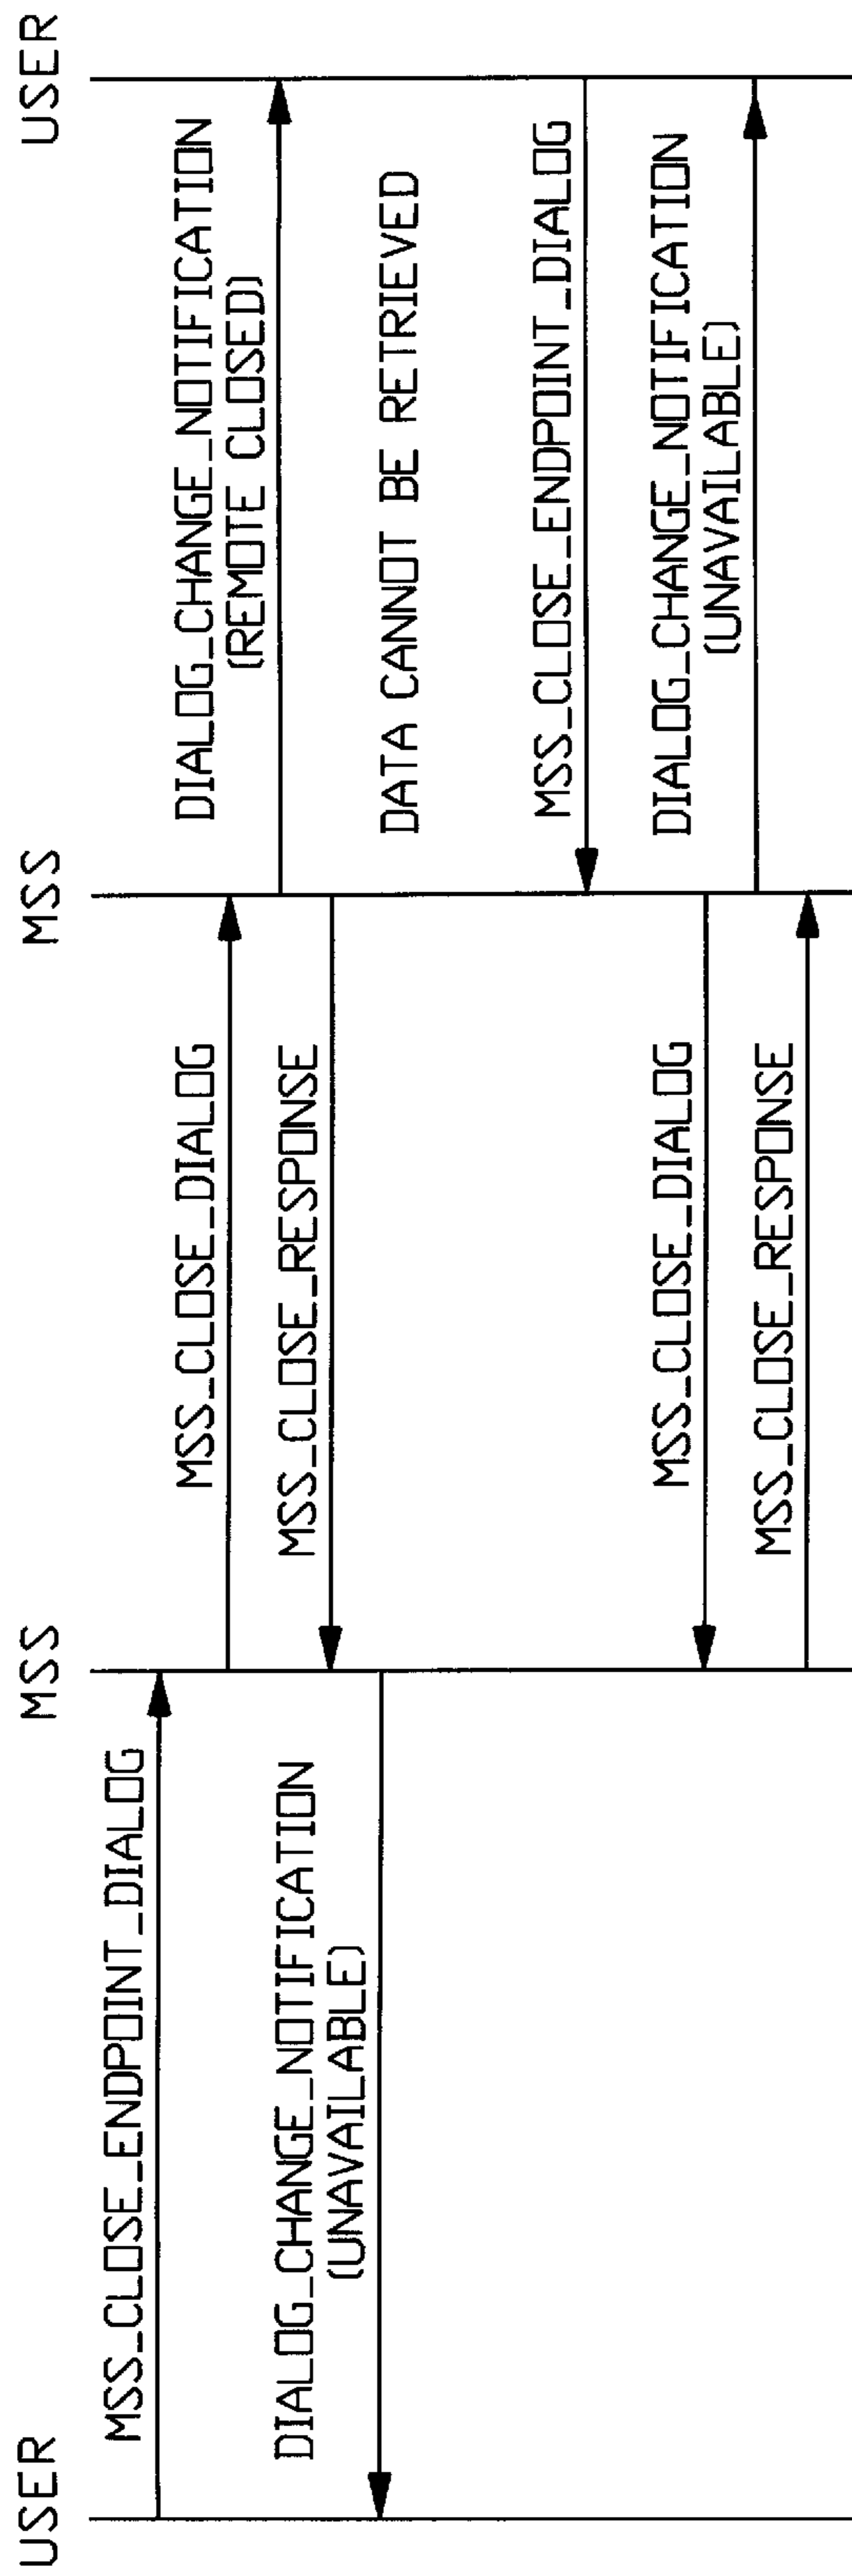 USER
MSS
MSS
USER
MSS_CLOSE_ENDPOINT_DIALOG
MSS_CLOSE_DIALOG
DIALOG_CHANGE_NOTIFICATION
(REMOTE CLOSED)
DIALOG_CHANGE_NOTIFICATION
(UNAVAILABLE)
MSS_CLOSE_RESPONSE
DATA CANNOT BE RETRIEVED
MSS_CLOSE_ENDPOINT_DIALOG
MSS_CLOSE_DIALOG
DIALOG_CHANGE_NOTIFICATION
(UNAVAILABLE)
MSS_CLOSE_RESPONSE